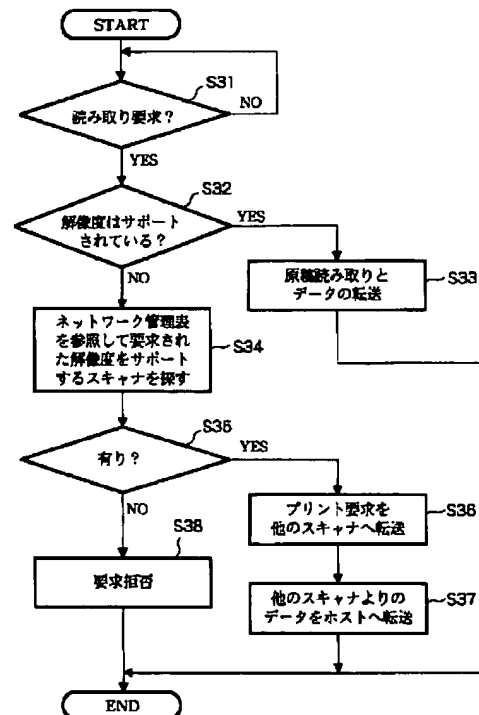 START
S31
読み取り要求？
NO
YES
S32
解像度はサポート
されている？
YES
NO
原稿読み取りと
データの転送
S33
ネットワーク管理表
を参照して要求され
た解像度をサポート
するスキャナを探す
S34
S35
有り？
YES
NO
プリント要求を
他のスキャナへ転送
S36
S38
要求拒否
他のスキャナよりの
データをホストへ転送
S37
END